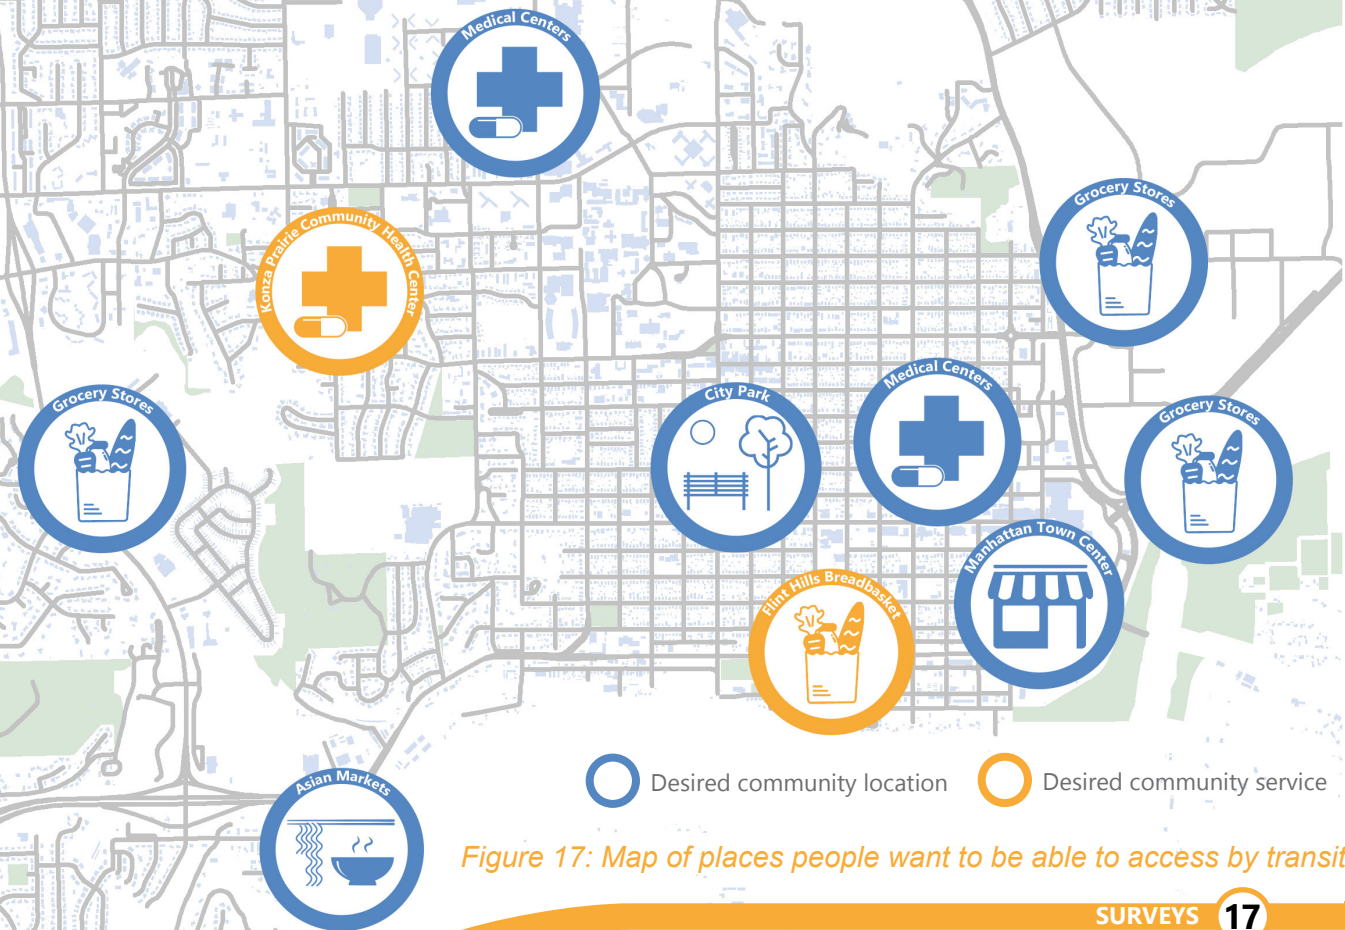 Medical Centers
Grocery Stores
Konza Prairie Community Health Center
City Park
Medical Centers
Grocery Stores
Grocery Stores
Manhattan Town Center
Flint Hills Breadbasket
Asian Markets
Desired community location
Desired community service
Figure 17: Map of places people want to be able to access by transit
SURVEYS 17